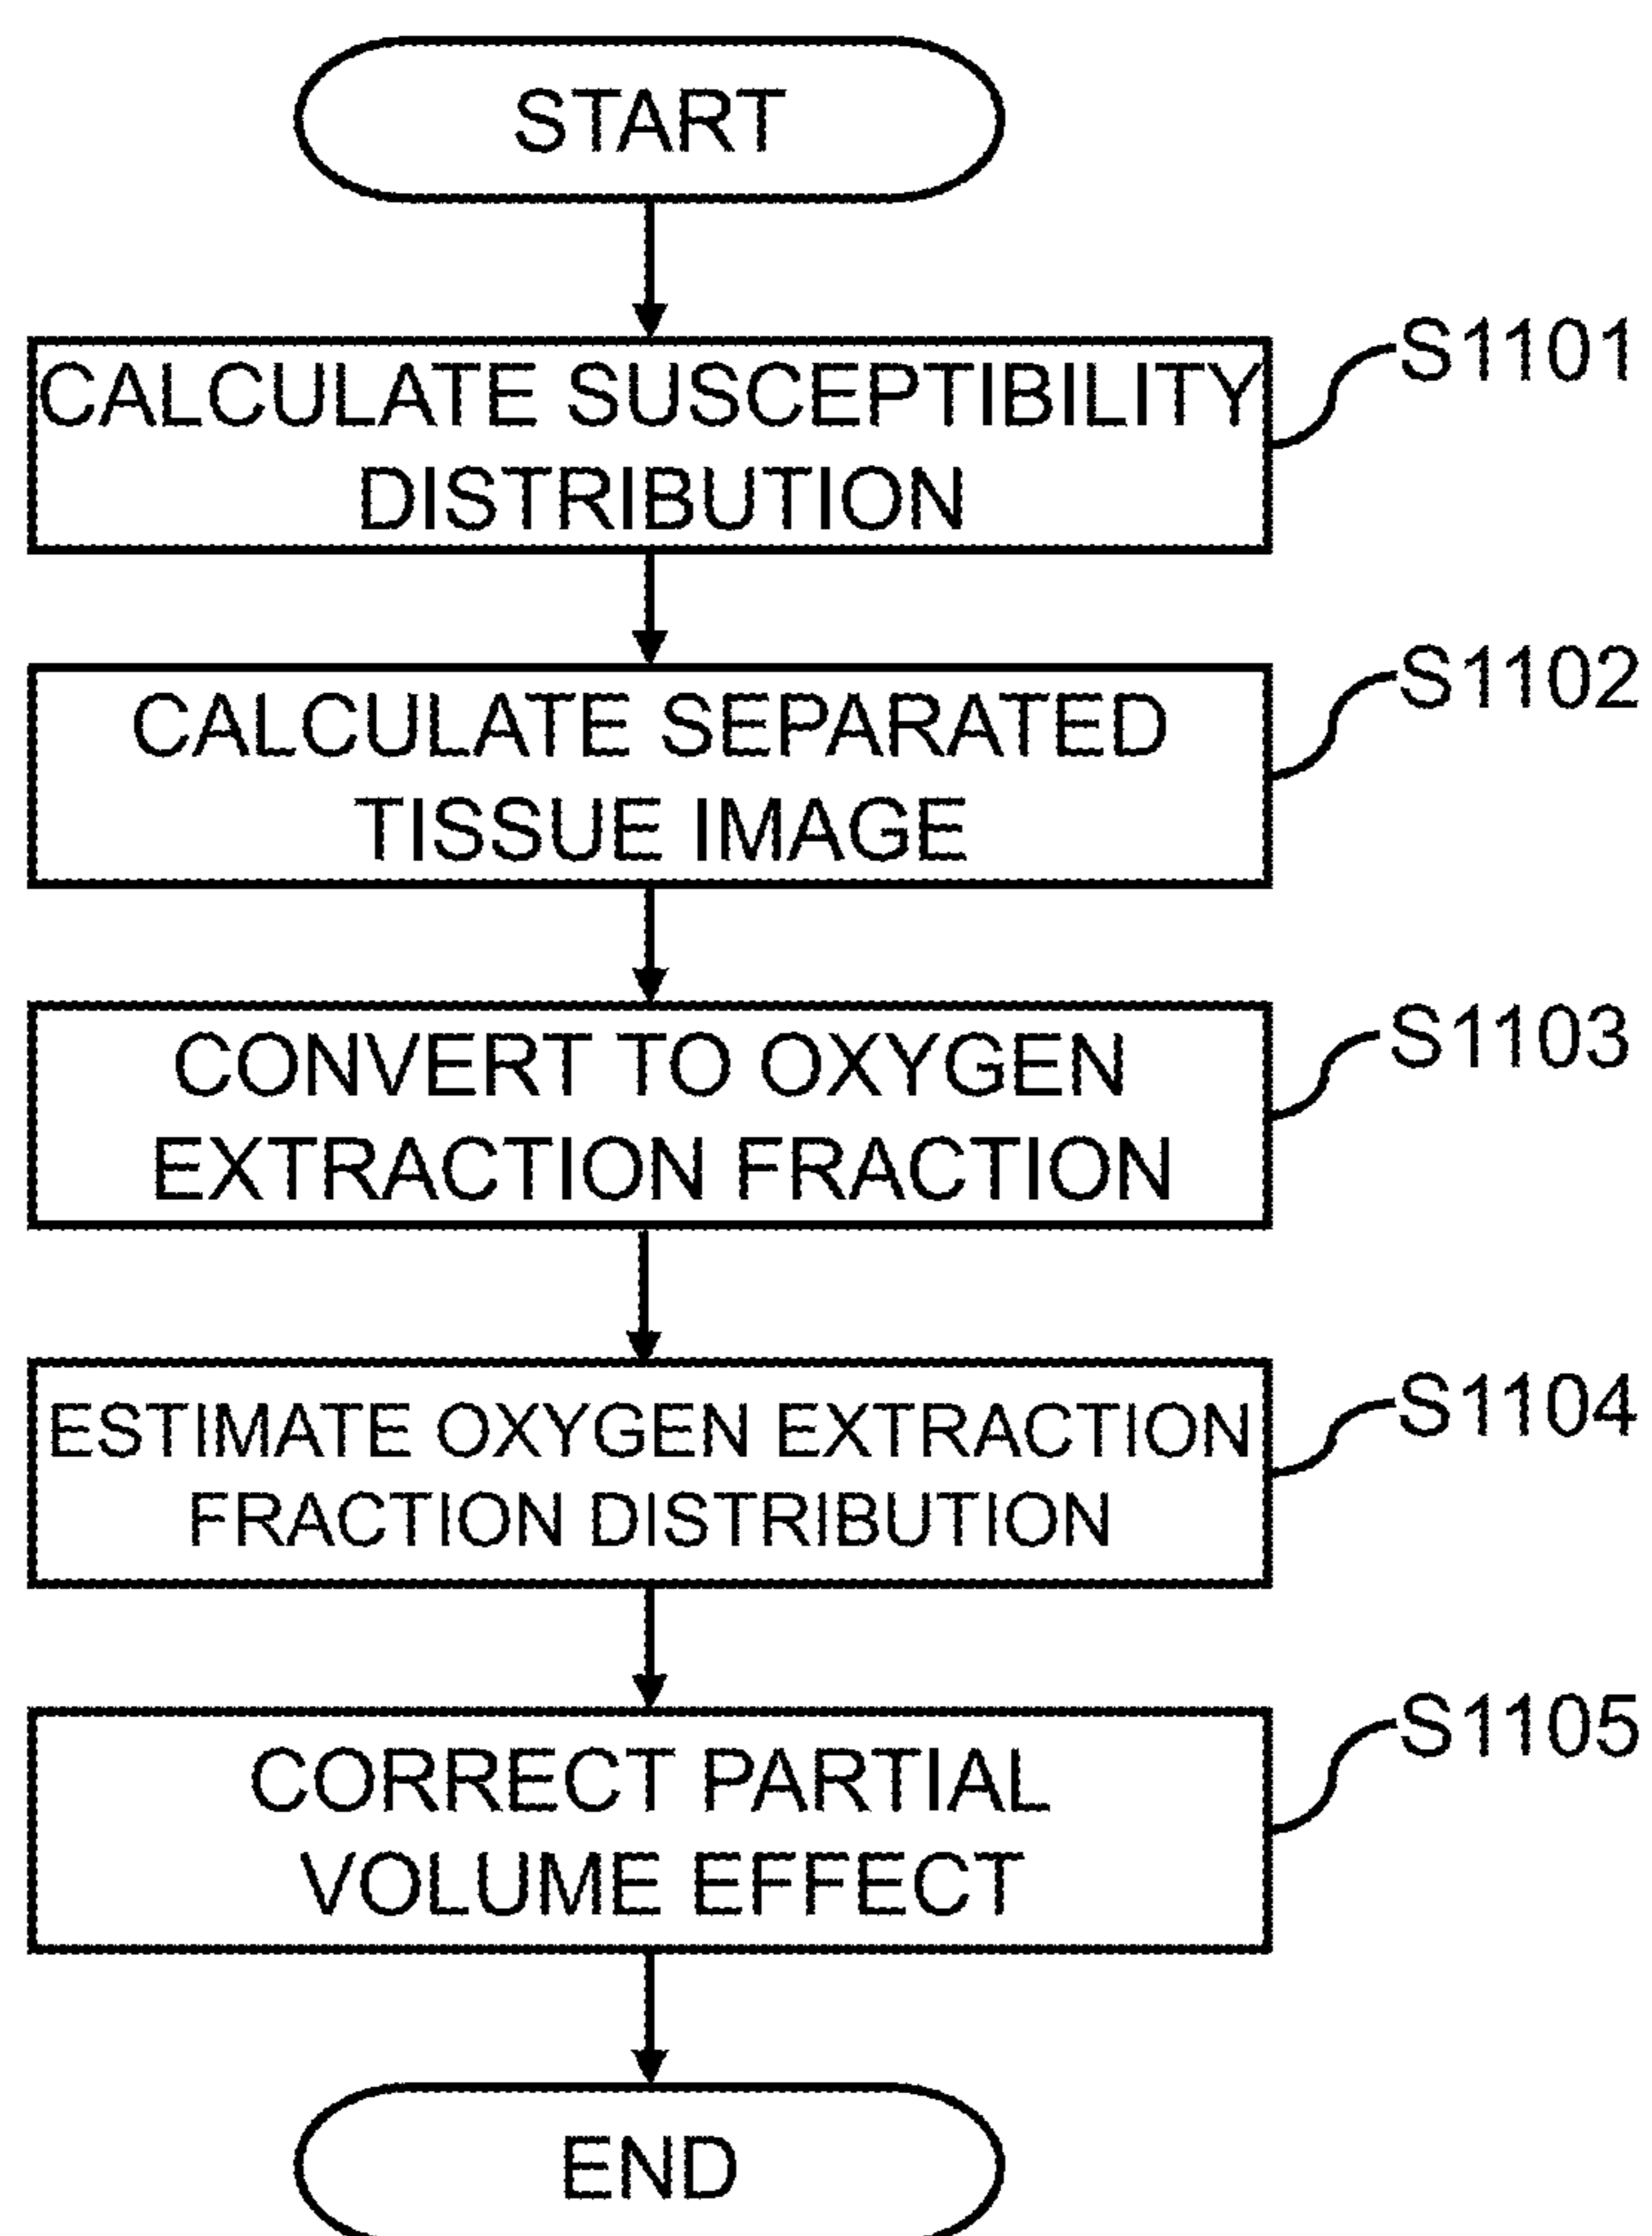 START
S1101
CALCULATE SUSCEPTIBILITY
DISTRIBUTION
S1102
CALCULATE SEPARATED
TISSUE IMAGE
S1103
CONVERT TO OXYGEN
EXTRACTION FRACTION
S1104
ESTIMATE OXYGEN EXTRACTION
FRACTION DISTRIBUTION
S1105
CORRECT PARTIAL
VOLUME EFFECT
END